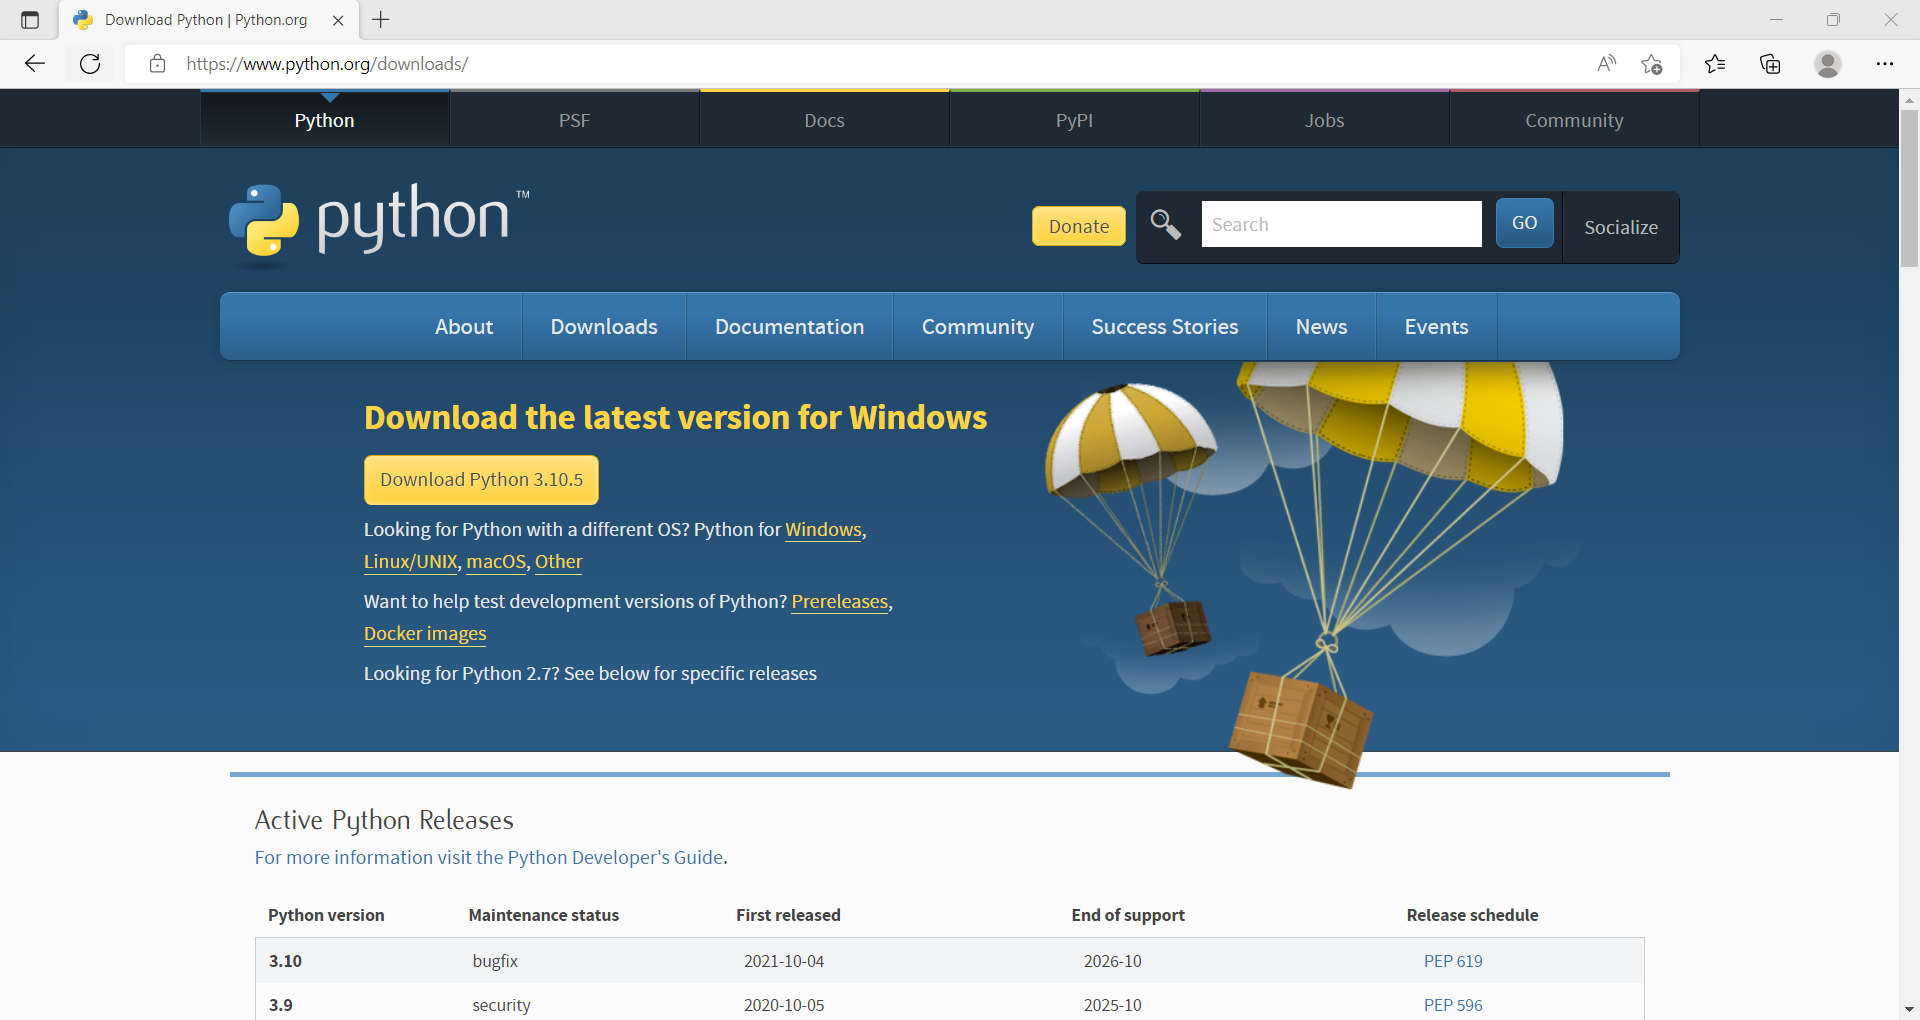 Download Python | Python.org
https://www.python.org/downloads/
Python PSF Docs PyPI Jobs Community
python™
Donate Search GO Socialize
About Downloads Documentation Community Success Stories News Events
Download the latest version for Windows
Download Python 3.10.5
Looking for Python with a different OS? Python for Windows,
Linux/UNIX, macOS, Other
Want to help test development versions of Python? Prereleases,
Docker images
Looking for Python 2.7? See below for specific releases
Active Python Releases
For more information visit the Python Developer's Guide.
Python version Maintenance status First released End of support Release schedule
3.10 bugfix 2021-10-04 2026-10 PEP 619
3.9 security 2020-10-05 2025-10 PEP 596